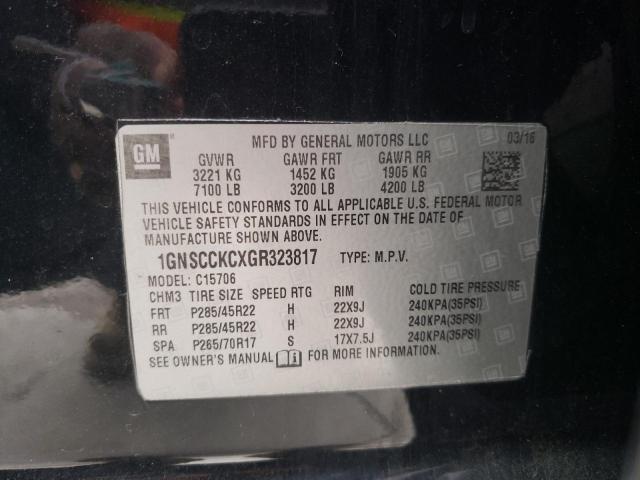 GM
MFD BY GENERAL MOTORS LLC 03/16
GVWR GAWR FRT GAWR RR
3221 KG 1452 KG 1905 KG
7100 LB 3200 LB 4200 LB
THIS VEHICLE CONFORMS TO ALL APPLICABLE U.S. FEDERAL MOTOR
VEHICLE SAFETY STANDARDS IN EFFECT ON THE DATE OF
MANUFACTURE SHOWN ABOVE.
1GNSCCKCXGR323817 TYPE: M.P.V.
MODEL: C15706
CHM3 TIRE SIZE SPEED RTG RIM COLD TIRE PRESSURE
FRT P285/45R22 H 22X9J 240KPA(35PSI)
RR P285/45R22 H 22X9J 240KPA(35PSI)
SPA P265/70R17 S 17X7.5J 240KPA(35PSI)
SEE OWNER'S MANUAL FOR MORE INFORMATION.